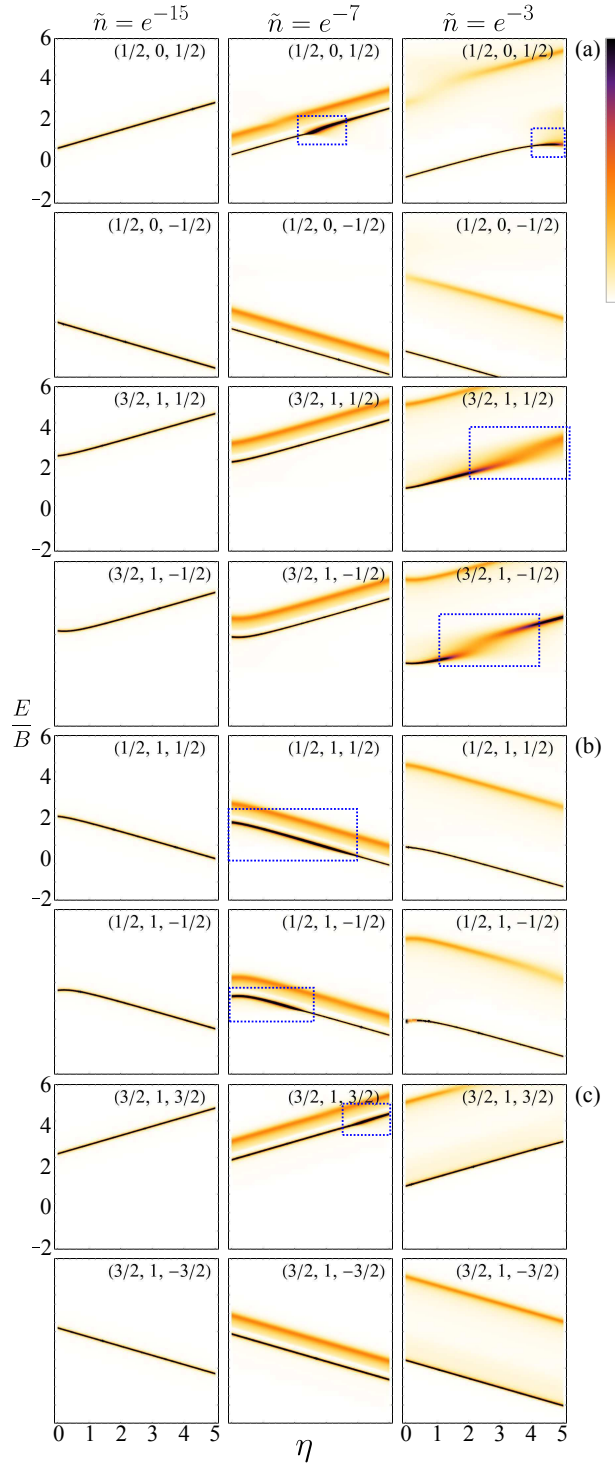 ñ = e⁻¹⁵ ñ = e⁻⁷ ñ = e⁻³
6 (1/2, 0, 1/2) (1/2, 0, 1/2) (1/2, 0, 1/2) (a)
4
2
0
−2
(1/2, 0, −1/2) (1/2, 0, −1/2) (1/2, 0, −1/2)
6 (3/2, 1, 1/2) (3/2, 1, 1/2) (3/2, 1, 1/2)
4
2
0
−2
(3/2, 1, −1/2) (3/2, 1, −1/2) (3/2, 1, −1/2)
E
B
6 (1/2, 1, 1/2) (1/2, 1, 1/2) (1/2, 1, 1/2) (b)
4
2
0
−2
(1/2, 1, −1/2) (1/2, 1, −1/2) (1/2, 1, −1/2)
6 (3/2, 1, 3/2) (3/2, 1, 3/2) (3/2, 1, 3/2) (c)
4
2
0
−2
(3/2, 1, −3/2) (3/2, 1, −3/2) (3/2, 1, −3/2)
0 1 2 3 4 5 0 1 2 3 4 5
η